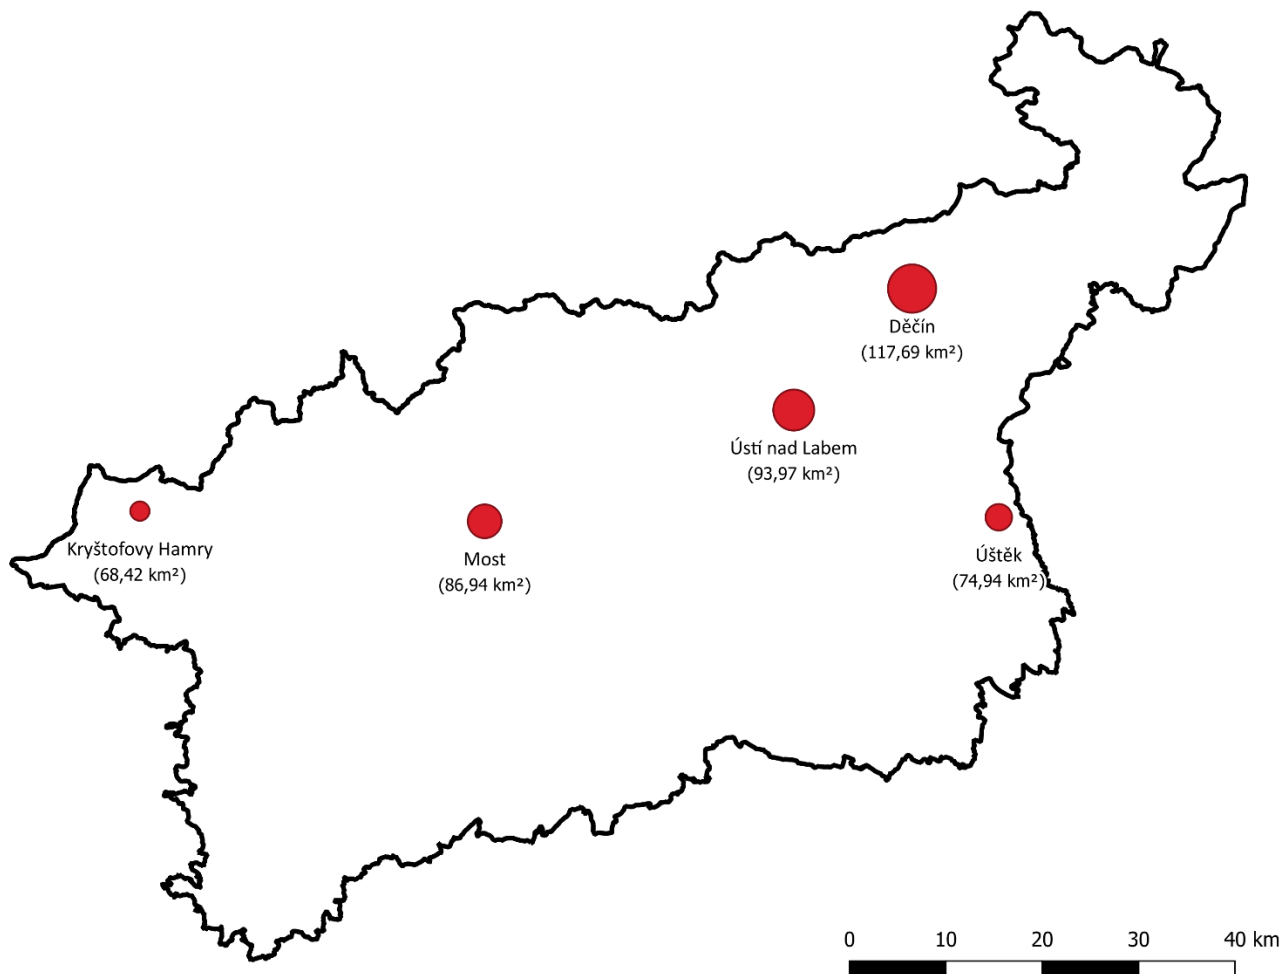 Děčín
(117,69 km²)
Ústí nad Labem
(93,97 km²)
Kryštofovy Hamry
(68,42 km²)
Most
(86,94 km²)
Úštěk
(74,94 km²)
0 10 20 30 40 km